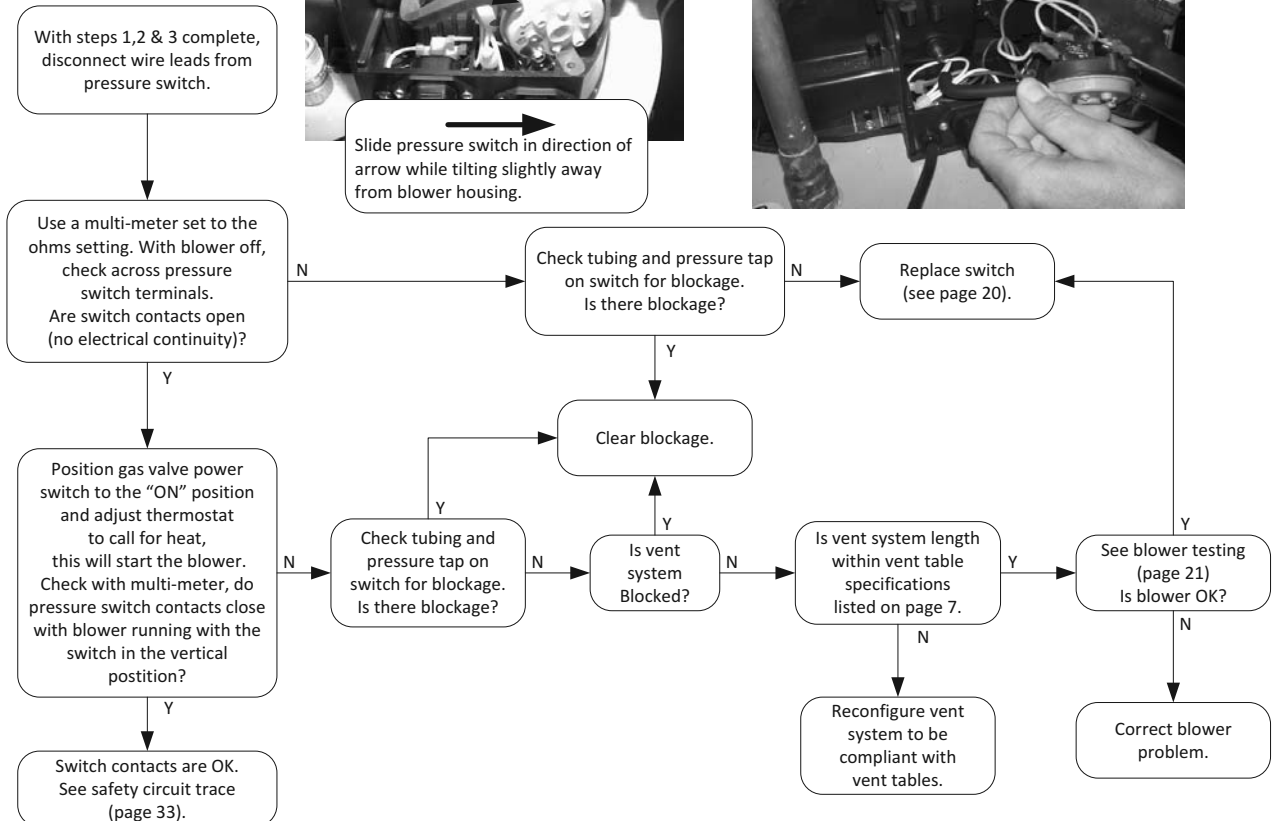 With steps 1,2 & 3 complete,
disconnect wire leads from
pressure switch.
Slide pressure switch in direction of
arrow while tilting slightly away
from blower housing.
Use a multi-meter set to the
ohms setting. With blower off,
check across pressure
switch terminals.
Are switch contacts open
(no electrical continuity)?
N
Check tubing and pressure tap
on switch for blockage.
Is there blockage?
N
Replace switch
(see page 20).
Y
Y
Clear blockage.
Position gas valve power
switch to the “ON” position
and adjust thermostat
to call for heat,
this will start the blower.
Check with multi-meter, do
pressure switch contacts close
with blower running with the
switch in the vertical
postition?
N
Y
Check tubing and
pressure tap on
switch for blockage.
Is there blockage?
N
Y
Is vent
system
Blocked?
N
Is vent system length
within vent table
specifications
listed on page 7.
Y
Y
See blower testing
(page 21)
Is blower OK?
N
N
Y
Reconfigure vent
system to be
compliant with
vent tables.
Correct blower
problem.
Switch contacts are OK.
See safety circuit trace
(page 33).